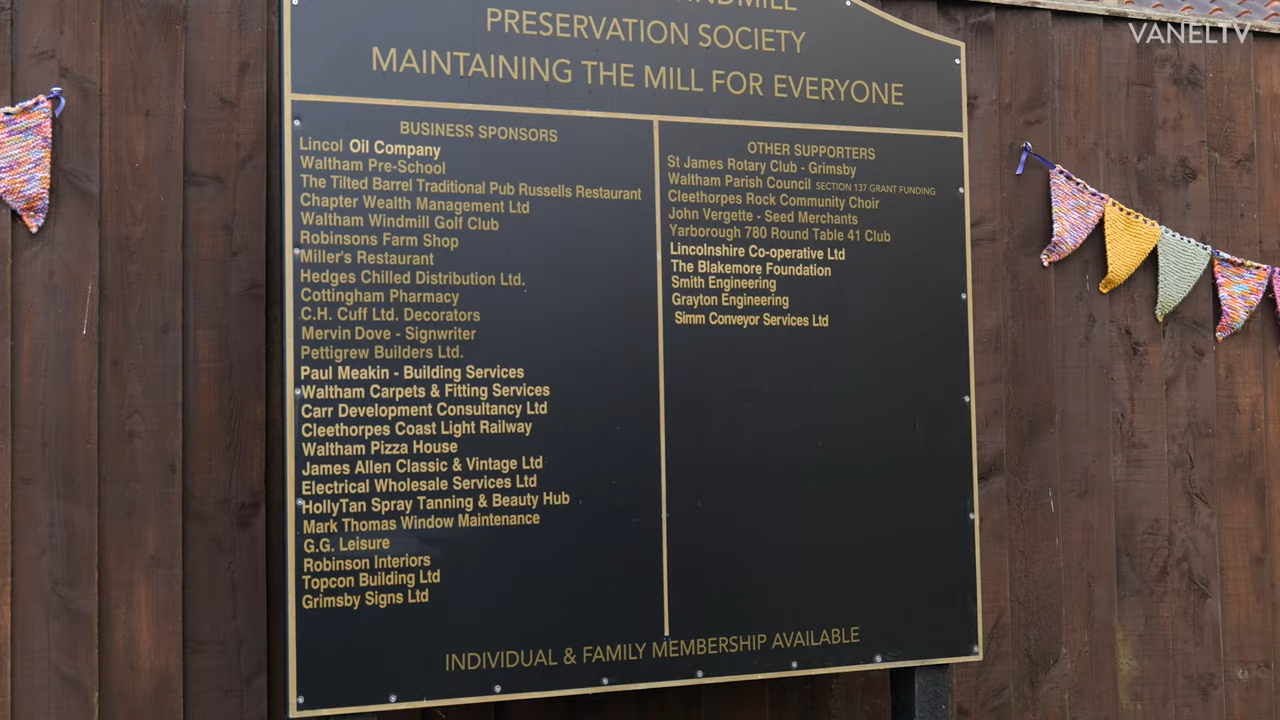 VANELTV
PRESERVATION SOCIETY
MAINTAINING THE MILL FOR EVERYONE
BUSINESS SPONSORS
Lincol Oil Company
Waltham Pre-School
The Tilted Barrel Traditional Pub Russells Restaurant
Chapter Wealth Management Ltd
Waltham Windmill Golf Club
Robinsons Farm Shop
Miller's Restaurant
Hedges Chilled Distribution Ltd.
Cottingham Pharmacy
C.H. Cuff Ltd. Decorators
Mervin Dove - Signwriter
Pettigrew Builders Ltd.
Paul Meakin - Building Services
Waltham Carpets & Fitting Services
Carr Development Consultancy Ltd
Cleethorpes Coast Light Railway
Waltham Pizza House
James Allen Classic & Vintage Ltd
Electrical Wholesale Services Ltd
HollyTan Spray Tanning & Beauty Hub
Mark Thomas Window Maintenance
G.G. Leisure
Robinson Interiors
Topcon Building Ltd
Grimsby Signs Ltd
OTHER SUPPORTERS
St James Rotary Club - Grimsby
Waltham Parish Council SECTION 137 GRANT FUNDING
Cleethorpes Rock Community Choir
John Vergette - Seed Merchants
Yarborough 780 Round Table 41 Club
Lincolnshire Co-operative Ltd
The Blakemore Foundation
Smith Engineering
Grayton Engineering
Simm Conveyor Services Ltd
INDIVIDUAL & FAMILY MEMBERSHIP AVAILABLE